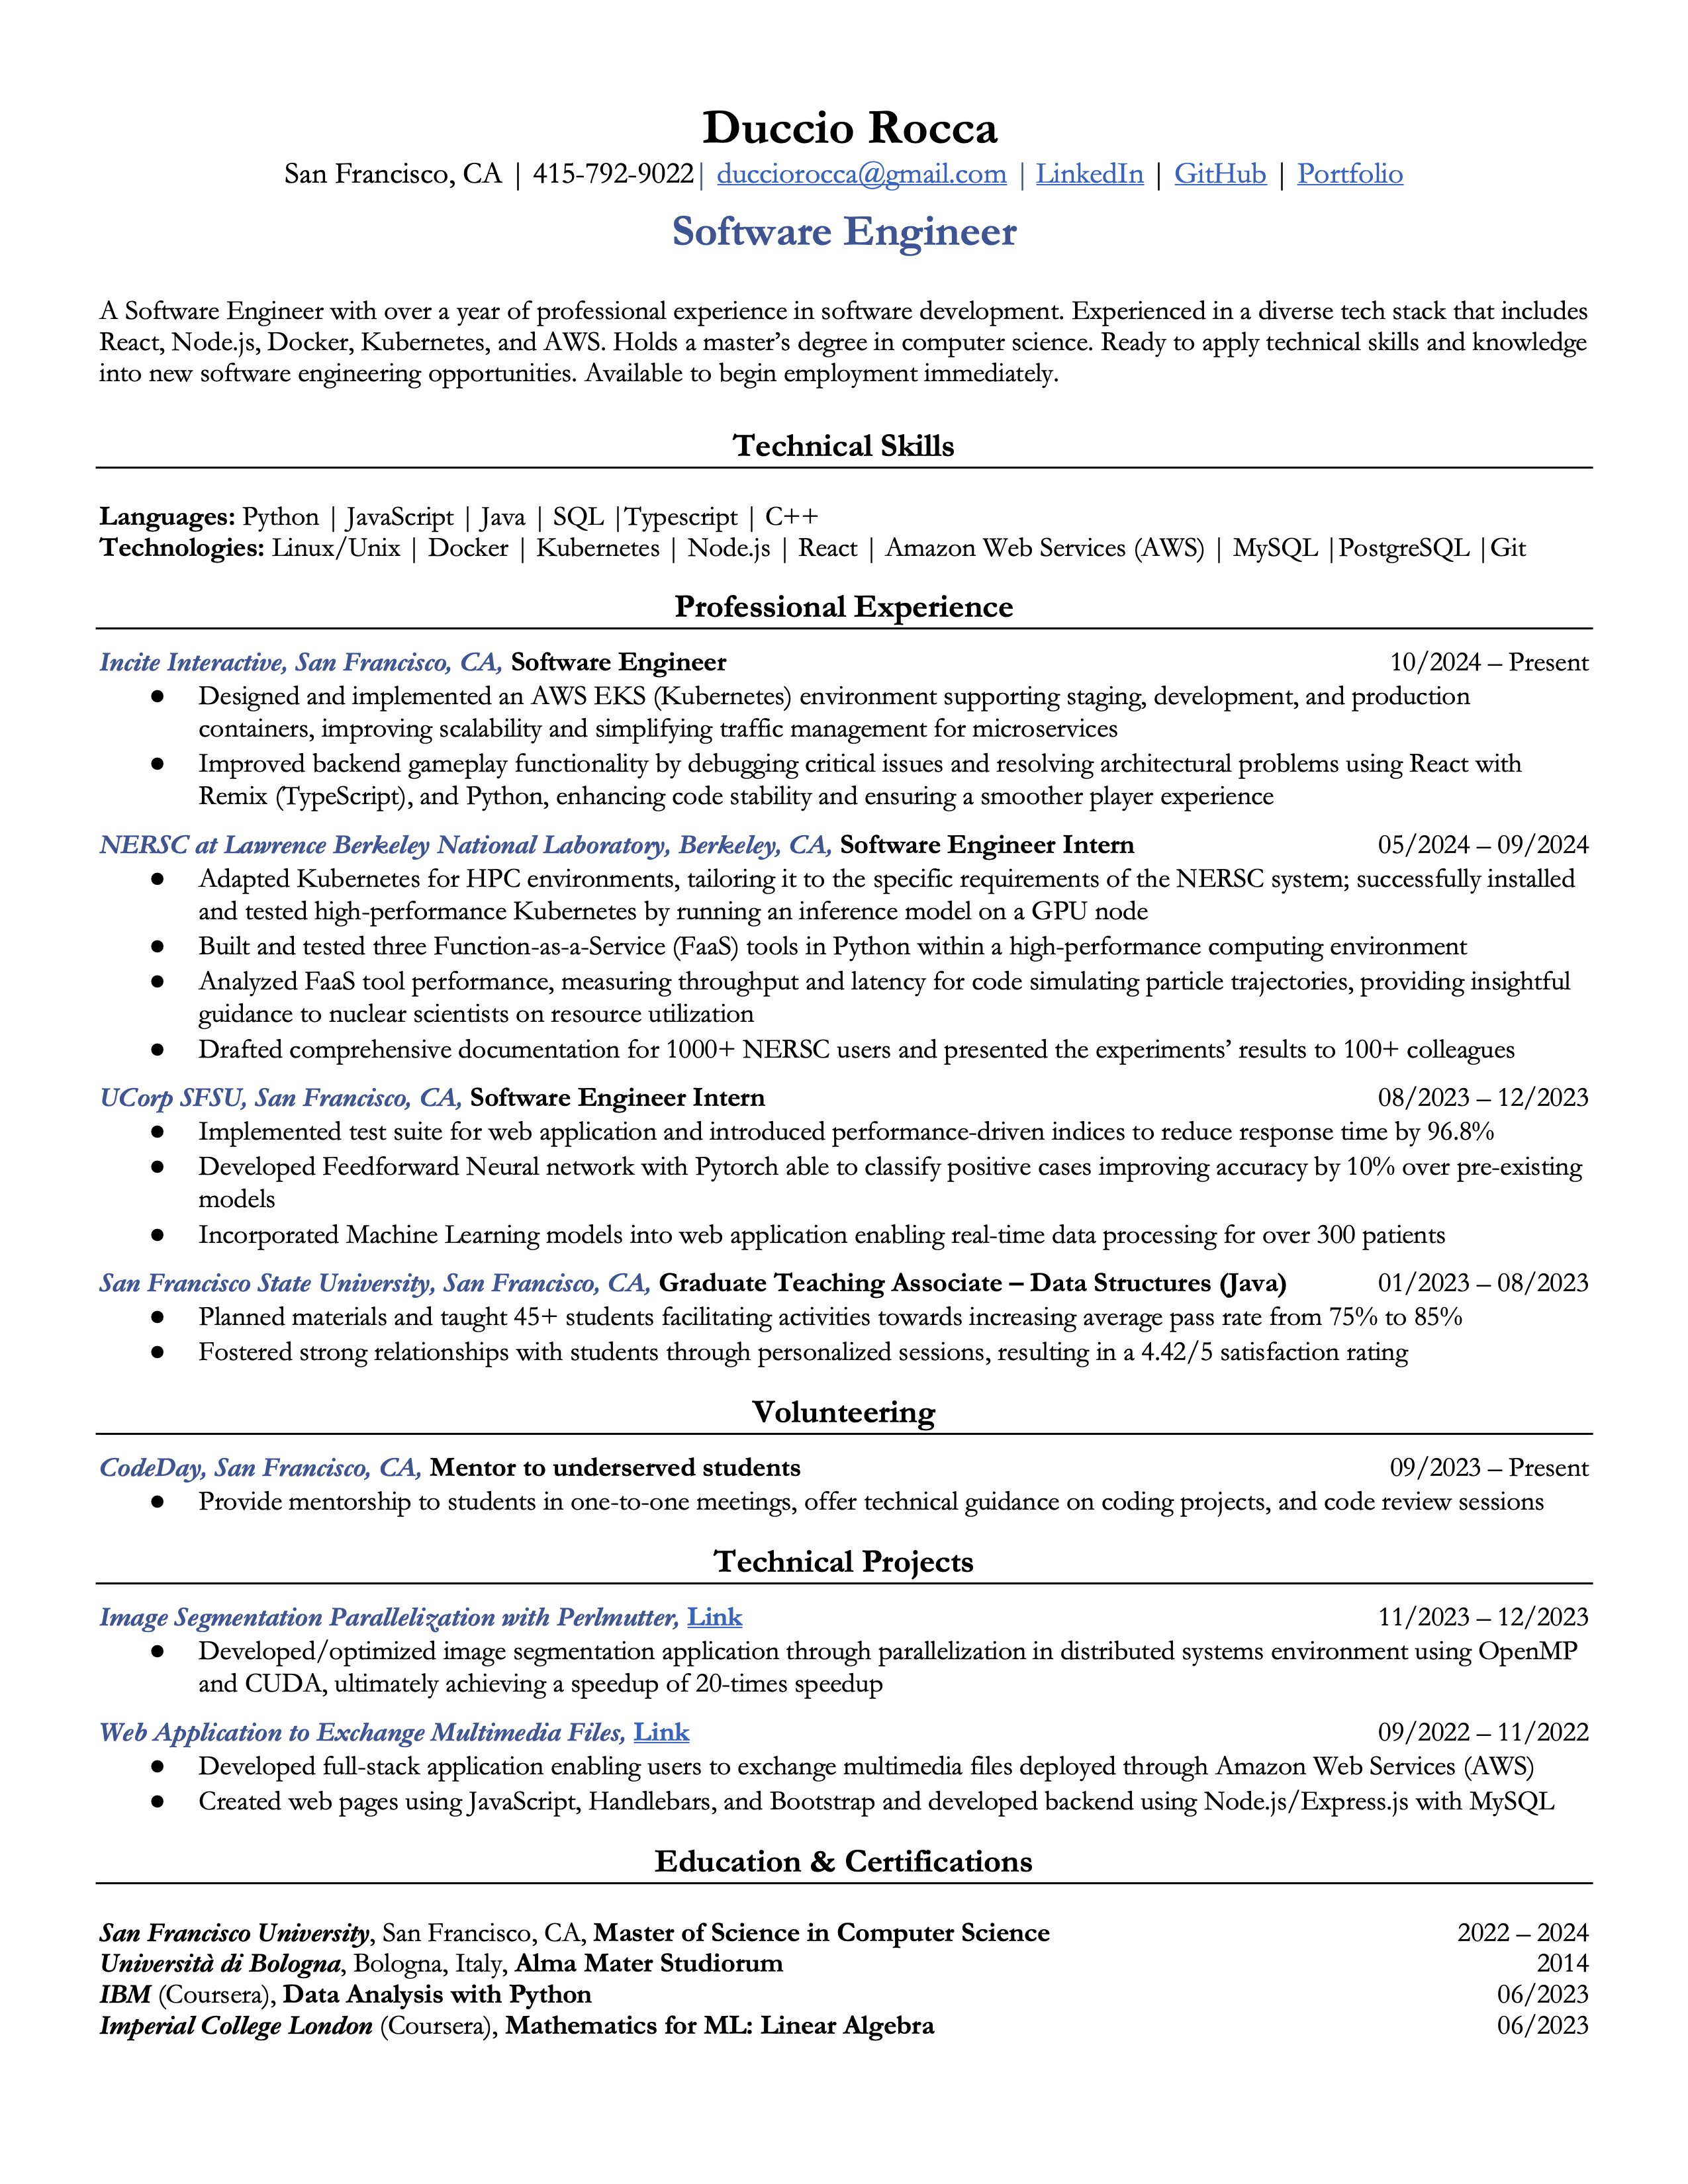 Duccio Rocca
San Francisco, CA | 415-792-9022| ducciorocca@gmail.com | LinkedIn | GitHub | Portfolio
Software Engineer
A Software Engineer with over a year of professional experience in software development. Experienced in a diverse tech stack that includes
React, Node.js, Docker, Kubernetes, and AWS. Holds a master’s degree in computer science. Ready to apply technical skills and knowledge
into new software engineering opportunities. Available to begin employment immediately.
Technical Skills
Languages: Python | JavaScript | Java | SQL |Typescript | C++
Technologies: Linux/Unix | Docker | Kubernetes | Node.js | React | Amazon Web Services (AWS) | MySQL |PostgreSQL |Git
Professional Experience
Incite Interactive, San Francisco, CA, Software Engineer 10/2024 – Present
● Designed and implemented an AWS EKS (Kubernetes) environment supporting staging, development, and production
containers, improving scalability and simplifying traffic management for microservices
● Improved backend gameplay functionality by debugging critical issues and resolving architectural problems using React with
Remix (TypeScript), and Python, enhancing code stability and ensuring a smoother player experience
NERSC at Lawrence Berkeley National Laboratory, Berkeley, CA, Software Engineer Intern 05/2024 – 09/2024
● Adapted Kubernetes for HPC environments, tailoring it to the specific requirements of the NERSC system; successfully installed
and tested high-performance Kubernetes by running an inference model on a GPU node
● Built and tested three Function-as-a-Service (FaaS) tools in Python within a high-performance computing environment
● Analyzed FaaS tool performance, measuring throughput and latency for code simulating particle trajectories, providing insightful
guidance to nuclear scientists on resource utilization
● Drafted comprehensive documentation for 1000+ NERSC users and presented the experiments’ results to 100+ colleagues
UCorp SFSU, San Francisco, CA, Software Engineer Intern 08/2023 – 12/2023
● Implemented test suite for web application and introduced performance-driven indices to reduce response time by 96.8%
● Developed Feedforward Neural network with Pytorch able to classify positive cases improving accuracy by 10% over pre-existing
models
● Incorporated Machine Learning models into web application enabling real-time data processing for over 300 patients
San Francisco State University, San Francisco, CA, Graduate Teaching Associate – Data Structures (Java) 01/2023 – 08/2023
● Planned materials and taught 45+ students facilitating activities towards increasing average pass rate from 75% to 85%
● Fostered strong relationships with students through personalized sessions, resulting in a 4.42/5 satisfaction rating
Volunteering
CodeDay, San Francisco, CA, Mentor to underserved students 09/2023 – Present
● Provide mentorship to students in one-to-one meetings, offer technical guidance on coding projects, and code review sessions
Technical Projects
Image Segmentation Parallelization with Perlmutter, Link 11/2023 – 12/2023
● Developed/optimized image segmentation application through parallelization in distributed systems environment using OpenMP
and CUDA, ultimately achieving a speedup of 20-times speedup
Web Application to Exchange Multimedia Files, Link 09/2022 – 11/2022
● Developed full-stack application enabling users to exchange multimedia files deployed through Amazon Web Services (AWS)
● Created web pages using JavaScript, Handlebars, and Bootstrap and developed backend using Node.js/Express.js with MySQL
Education & Certifications
San Francisco University, San Francisco, CA, Master of Science in Computer Science 2022 – 2024
Università di Bologna, Bologna, Italy, Alma Mater Studiorum 2014
IBM (Coursera), Data Analysis with Python 06/2023
Imperial College London (Coursera), Mathematics for ML: Linear Algebra 06/2023